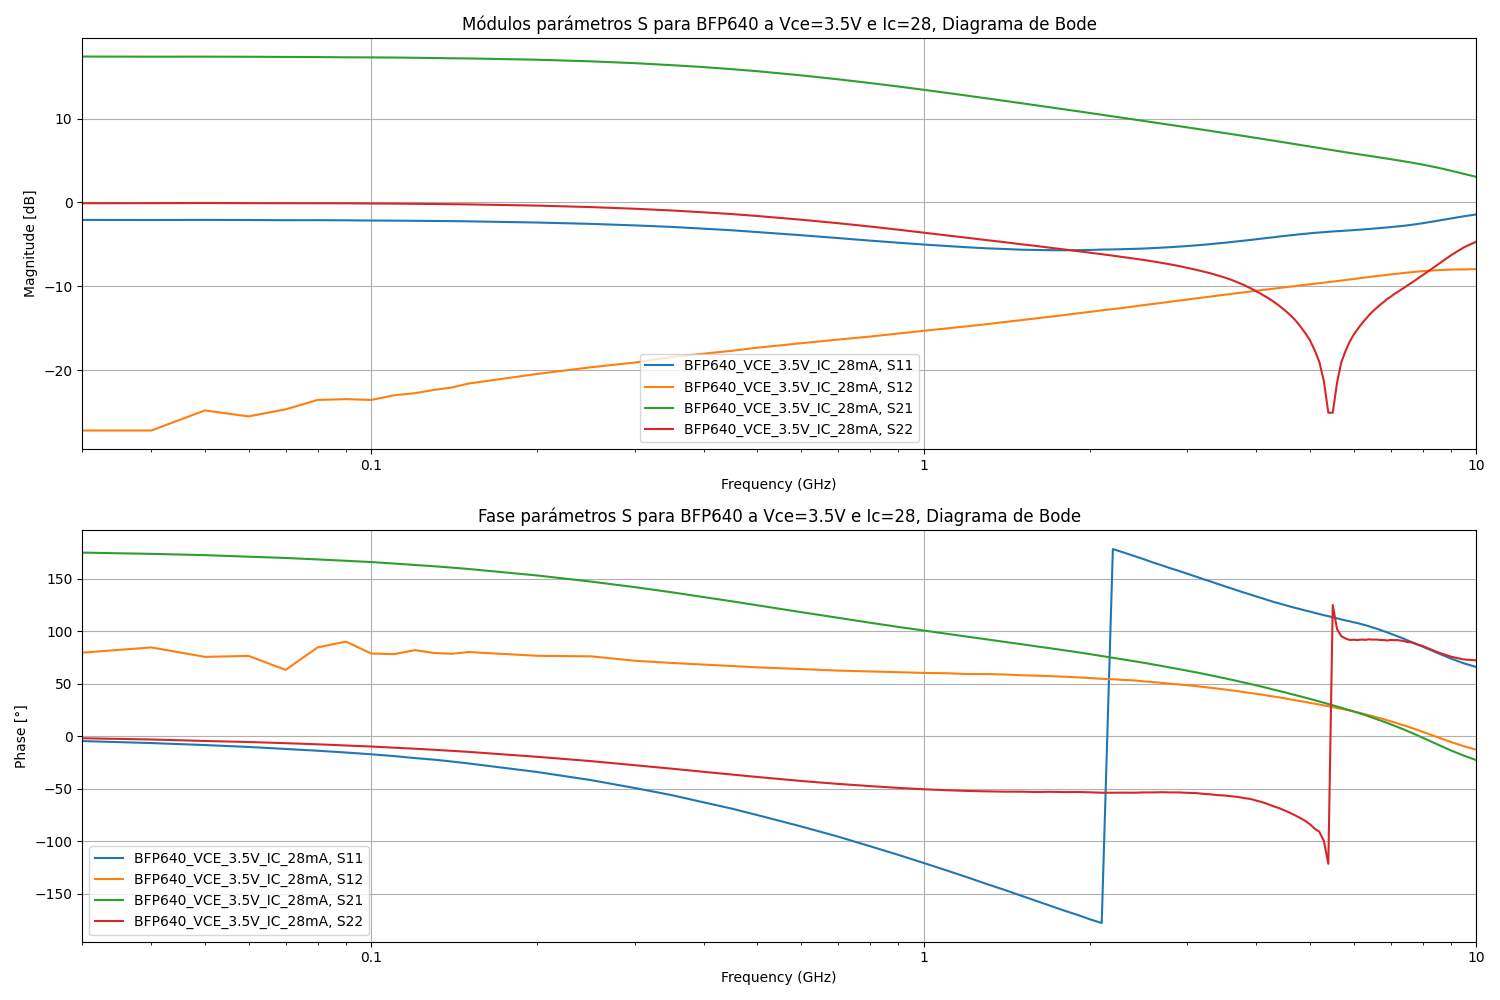 Módulos parámetros S para BFP640 a Vce=3.5V e Ic=28, Diagrama de Bode
Magnitude [dB]
10
0
−10
−20
BFP640_VCE_3.5V_IC_28mA, S11
BFP640_VCE_3.5V_IC_28mA, S12
BFP640_VCE_3.5V_IC_28mA, S21
BFP640_VCE_3.5V_IC_28mA, S22
0.1 1 10
Frequency (GHz)
Fase parámetros S para BFP640 a Vce=3.5V e Ic=28, Diagrama de Bode
Phase [°]
150
100
50
0
−50
−100
−150
BFP640_VCE_3.5V_IC_28mA, S11
BFP640_VCE_3.5V_IC_28mA, S12
BFP640_VCE_3.5V_IC_28mA, S21
BFP640_VCE_3.5V_IC_28mA, S22
0.1 1 10
Frequency (GHz)